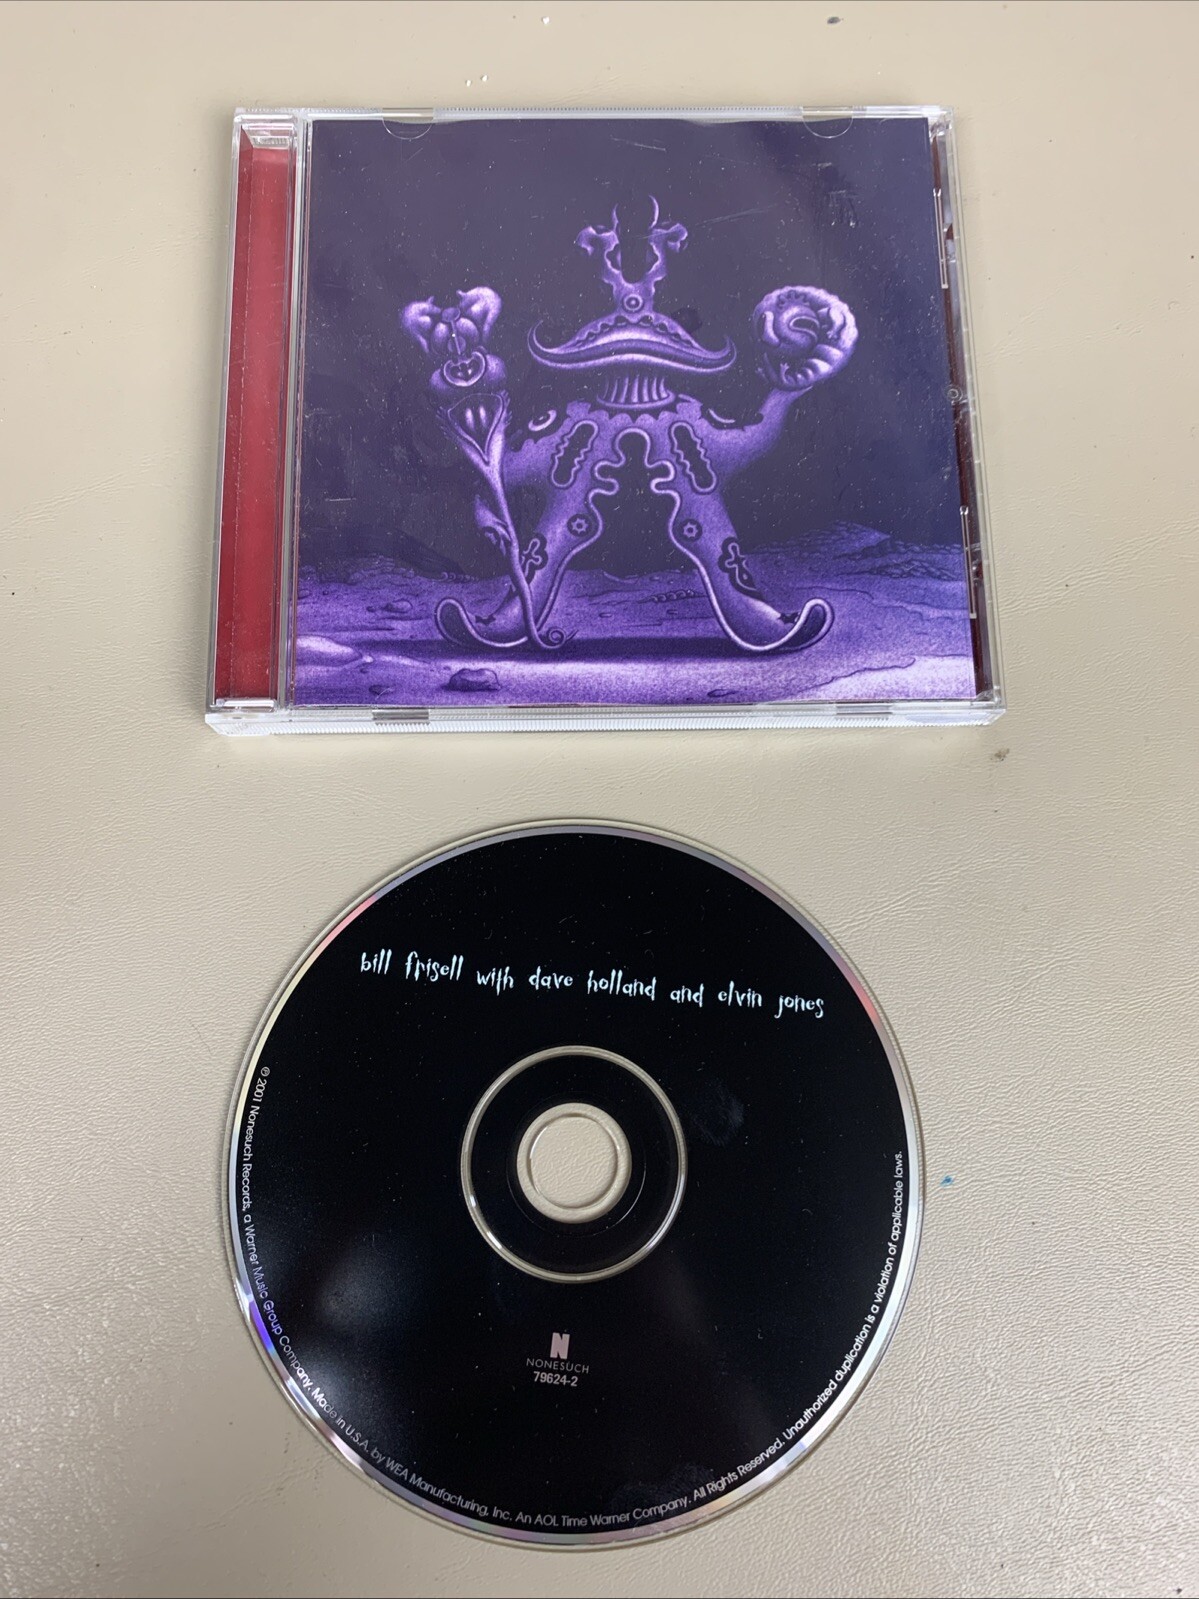 bill frisell with dave holland and elvin jones
N
NONESUCH
79624-2
℗ 2001 Nonesuch Records, a Warner Music Group Company. Made in U.S.A. by WEA Manufacturing, Inc. An AOL Time Warner Company. All Rights Reserved. Unauthorized duplication is a violation of applicable laws.